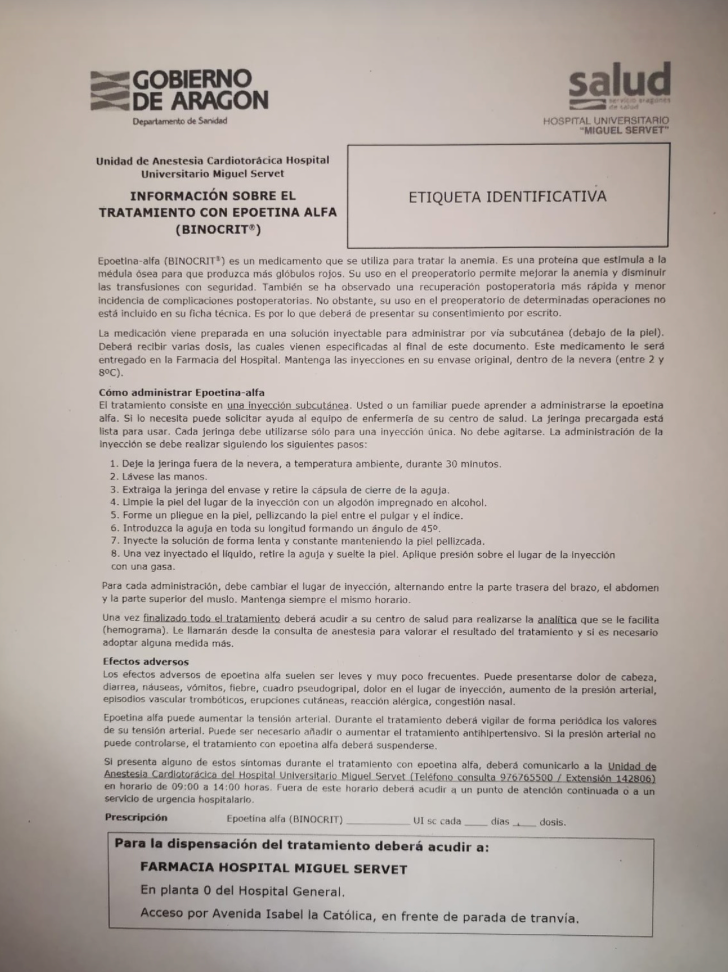 GOBIERNO
DE ARAGON
Departamento de Sanidad
salud
servicio aragones
de salud
HOSPITAL UNIVERSITARIO
"MIGUEL SERVET"
Unidad de Anestesia Cardiotorácica Hospital
Universitario Miguel Servet
INFORMACIÓN SOBRE EL
TRATAMIENTO CON EPOETINA ALFA
(BINOCRIT®)
ETIQUETA IDENTIFICATIVA
Epoetina-alfa (BINOCRIT®) es un medicamento que se utiliza para tratar la anemia. Es una proteína que estimula a la
médula ósea para que produzca más glóbulos rojos. Su uso en el preoperatorio permite mejorar la anemia y disminuir
las transfusiones con seguridad. También se ha observado una recuperación postoperatoria más rápida y menor
incidencia de complicaciones postoperatorias. No obstante, su uso en el preoperatorio de determinadas operaciones no
está incluido en su ficha técnica. Es por lo que deberá de presentar su consentimiento por escrito.
La medicación viene preparada en una solución inyectable para administrar por vía subcutánea (debajo de la piel).
Deberá recibir varias dosis, las cuales vienen especificadas al final de este documento. Este medicamento le será
entregado en la Farmacia del Hospital. Mantenga las inyecciones en su envase original, dentro de la nevera (entre 2 y
8ºC).
Cómo administrar Epoetina-alfa
El tratamiento consiste en una inyección subcutánea. Usted o un familiar puede aprender a administrarse la epoetina
alfa. Si lo necesita puede solicitar ayuda al equipo de enfermería de su centro de salud. La jeringa precargada está
lista para usar. Cada jeringa debe utilizarse sólo para una inyección única. No debe agitarse. La administración de la
inyección se debe realizar siguiendo los siguientes pasos:
1. Deje la jeringa fuera de la nevera, a temperatura ambiente, durante 30 minutos.
2. Lávese las manos.
3. Extraiga la jeringa del envase y retire la cápsula de cierre de la aguja.
4. Limpie la piel del lugar de la inyección con un algodón impregnado en alcohol.
5. Forme un pliegue en la piel, pellizcando la piel entre el pulgar y el índice.
6. Introduzca la aguja en toda su longitud formando un ángulo de 45º.
7. Inyecte la solución de forma lenta y constante manteniendo la piel pellizcada.
8. Una vez inyectado el líquido, retire la aguja y suelte la piel. Aplique presión sobre el lugar de la inyección
con una gasa.
Para cada administración, debe cambiar el lugar de inyección, alternando entre la parte trasera del brazo, el abdomen
y la parte superior del muslo. Mantenga siempre el mismo horario.
Una vez finalizado todo el tratamiento deberá acudir a su centro de salud para realizarse la analítica que se le facilita
(hemograma). Le llamarán desde la consulta de anestesia para valorar el resultado del tratamiento y si es necesario
adoptar alguna medida más.
Efectos adversos
Los efectos adversos de epoetina alfa suelen ser leves y muy poco frecuentes. Puede presentarse dolor de cabeza,
diarrea, náuseas, vómitos, fiebre, cuadro pseudogripal, dolor en el lugar de inyección, aumento de la presión arterial,
episodios vascular trombóticos, erupciones cutáneas, reacción alérgica, congestión nasal.
Epoetina alfa puede aumentar la tensión arterial. Durante el tratamiento deberá vigilar de forma periódica los valores
de su tensión arterial. Puede ser necesario añadir o aumentar el tratamiento antihipertensivo. Si la presión arterial no
puede controlarse, el tratamiento con epoetina alfa deberá suspenderse.
Si presenta alguno de estos síntomas durante el tratamiento con epoetina alfa, deberá comunicarlo a la Unidad de
Anestesia Cardiotorácica del Hospital Universitario Miguel Servet (Teléfono consulta 976765500 / Extensión 142806)
en horario de 09:00 a 14:00 horas. Fuera de este horario deberá acudir a un punto de atención continuada o a un
servicio de urgencia hospitalario.
Prescripción Epoetina alfa (BINOCRIT) __________ UI sc cada ____ dias ____ dosis.
Para la dispensación del tratamiento deberá acudir a:
FARMACIA HOSPITAL MIGUEL SERVET
En planta 0 del Hospital General.
Acceso por Avenida Isabel la Católica, en frente de parada de tranvía.